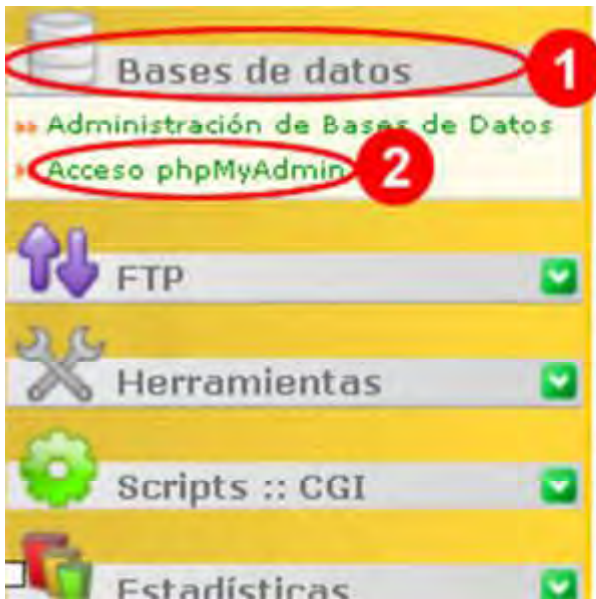 Bases de datos
1
Administración de Bases de Datos
Acceso phpMyAdmin
2
FTP
Herramientas
Scripts :: CGI
Estadísticas